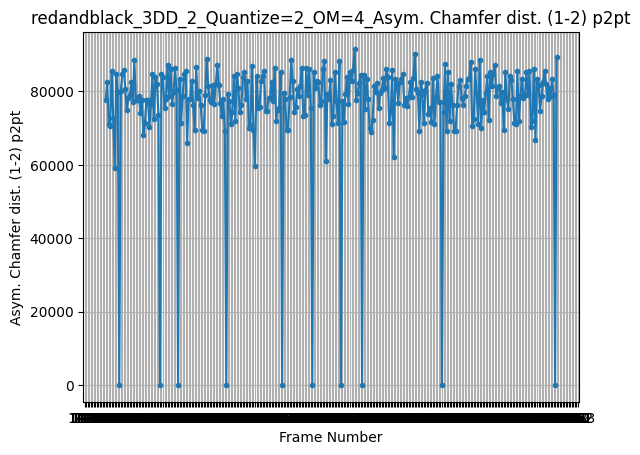 redandblack_3DD_2_Quantize=2_OM=4_Asym. Chamfer dist. (1-2) p2pt
Asym. Chamfer dist. (1-2) p2pt
80000
60000
40000
20000
0
Frame Number